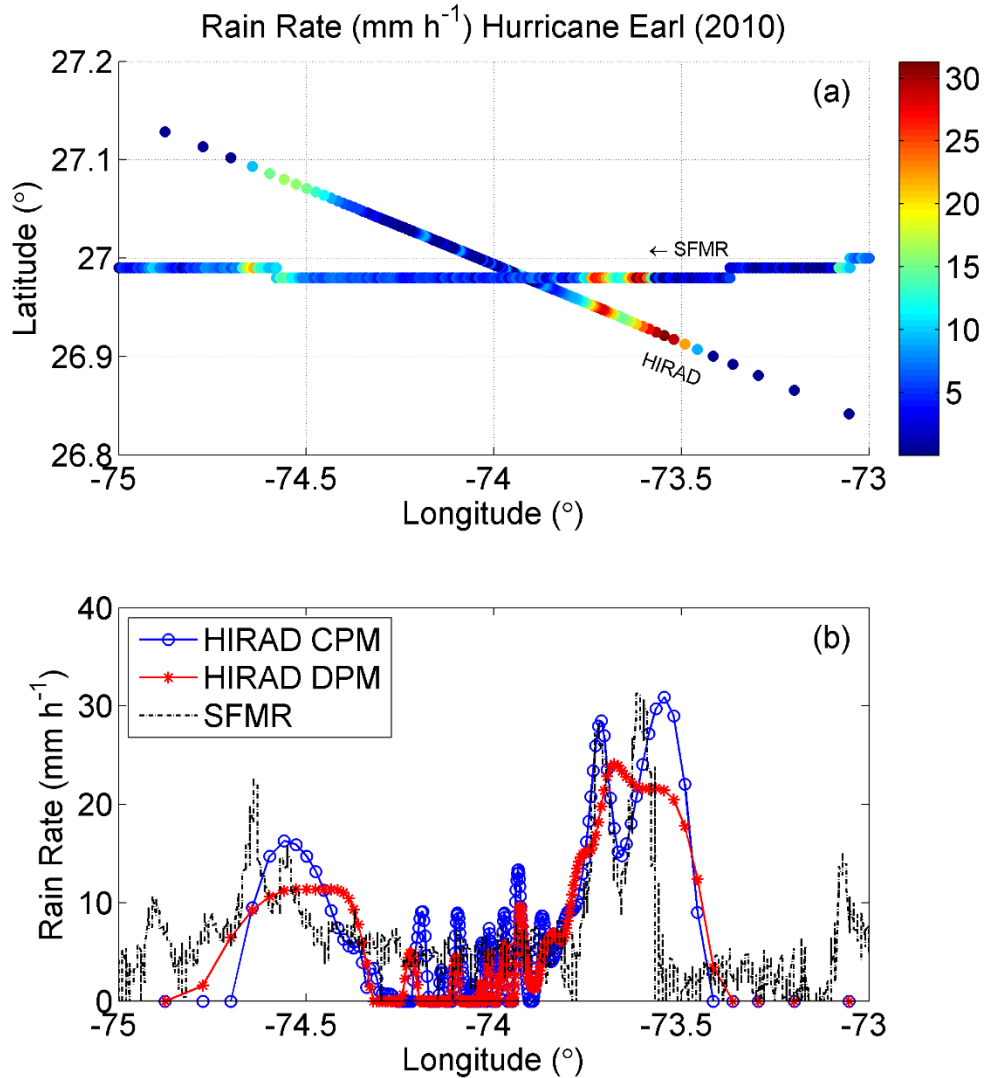 Rain Rate (mm h⁻¹) Hurricane Earl (2010)
(a)
27.2
27.1
27
26.9
26.8
Latitude (°)
← SFMR
HIRAD
-75 -74.5 -74 -73.5 -73
Longitude (°)
30
25
20
15
10
5
(b)
HIRAD CPM
HIRAD DPM
SFMR
40
30
20
10
0
Rain Rate (mm h⁻¹)
-75 -74.5 -74 -73.5 -73
Longitude (°)